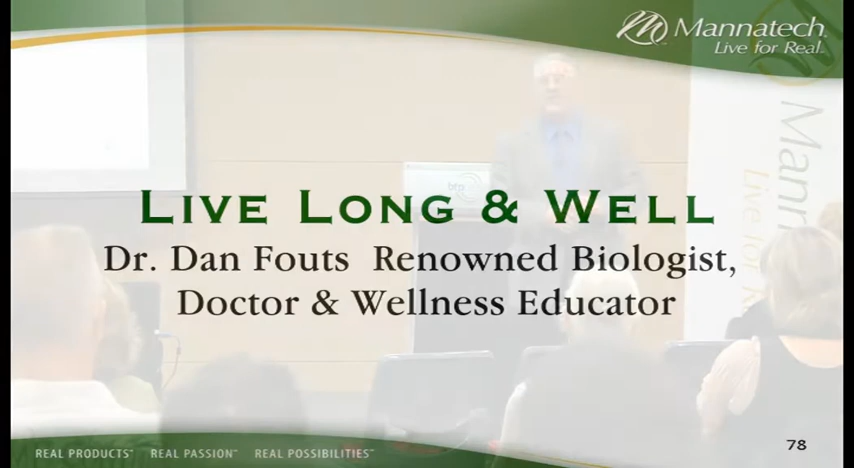 Mannatech
Live for Real
LIVE LONG & WELL
Dr. Dan Fouts Renowned Biologist,
Doctor & Wellness Educator
REAL PRODUCTS™ REAL PASSION™ REAL POSSIBILITIES™
78